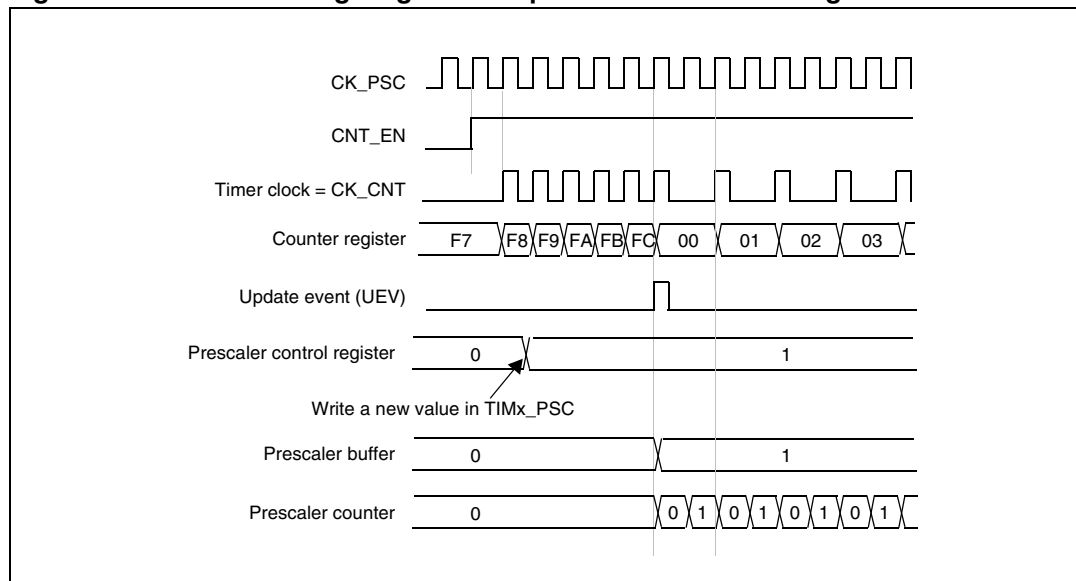 CK_PSC
CNT_EN
Timer clock = CK_CNT
Counter register F7 F8 F9 FA FB FC 00 01 02 03
Update event (UEV)
Prescaler control register 0 1
Write a new value in TIMx_PSC
Prescaler buffer 0 1
Prescaler counter 0 0 1 0 1 0 1 0 1